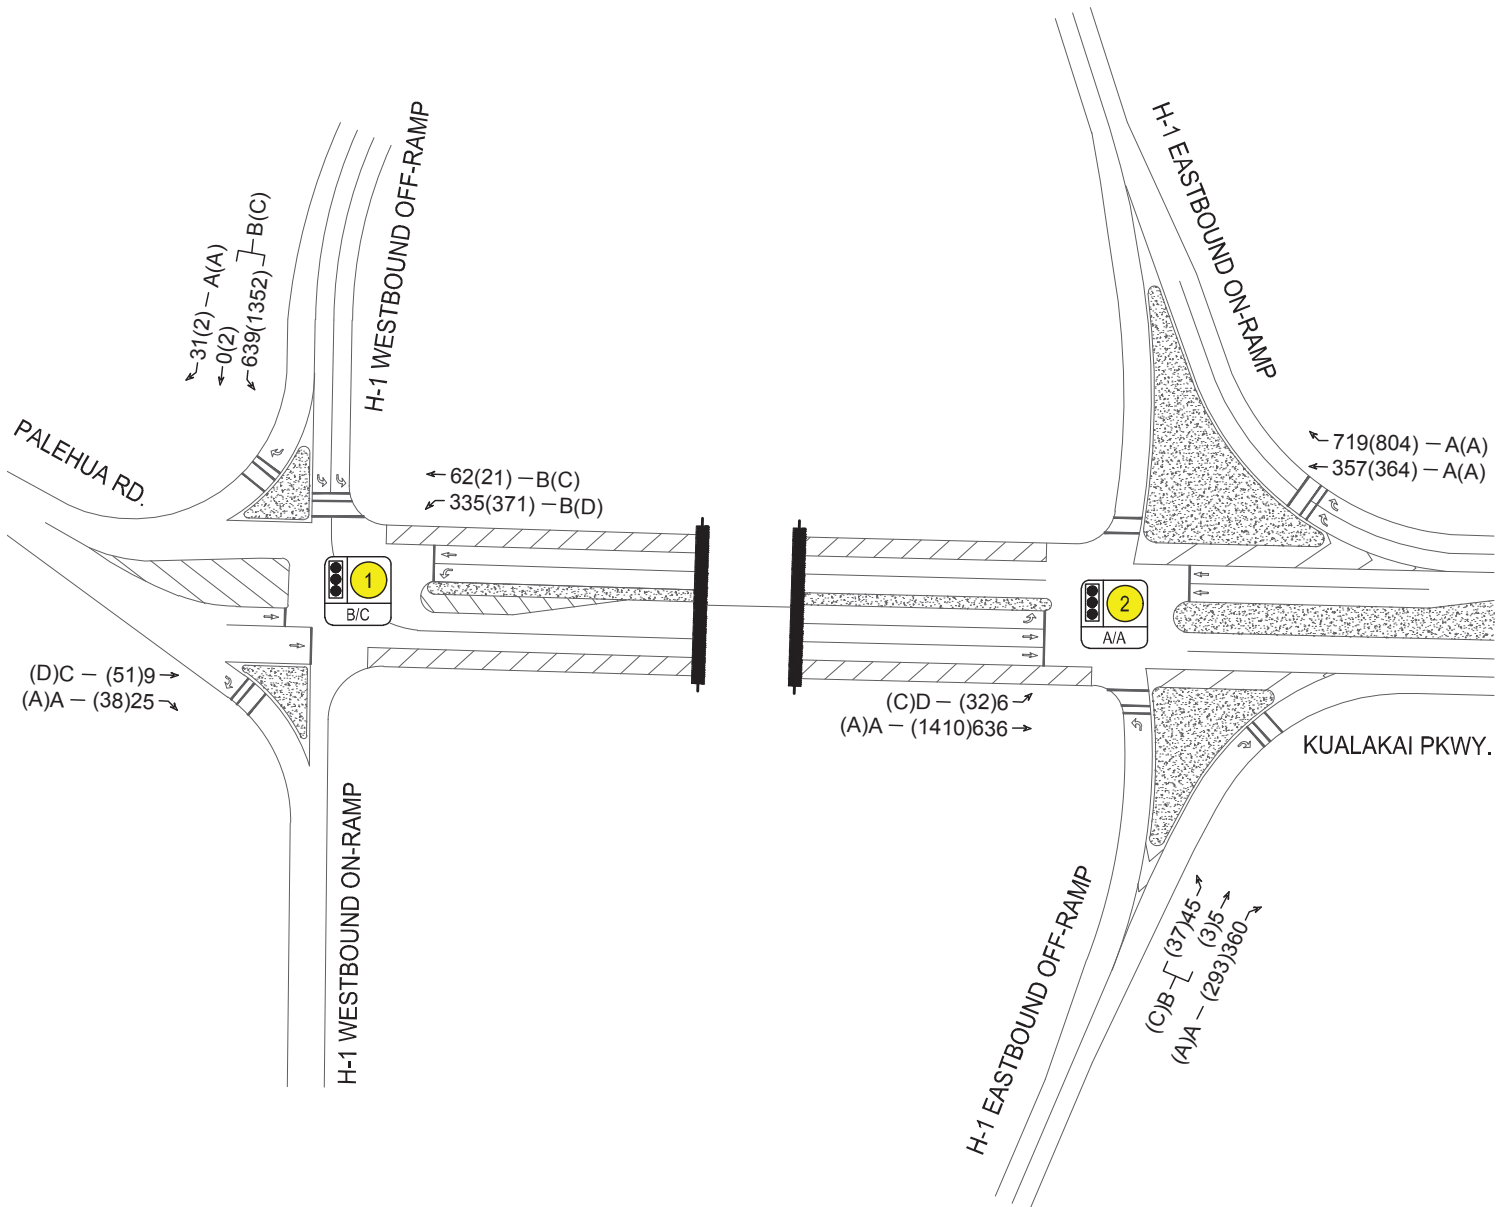 H-1 WESTBOUND OFF-RAMP
H-1 EASTBOUND ON-RAMP
31(2) – A(A)
0(2)
639(1352)
B(C)
PALEHUA RD.
62(21) – B(C)
335(371) – B(D)
719(804) – A(A)
357(364) – A(A)
1
B/C
2
A/A
(D)C – (51)9
(A)A – (38)25
(C)D – (32)6
(A)A – (1410)636
KUALAKAI PKWY.
H-1 WESTBOUND ON-RAMP
H-1 EASTBOUND OFF-RAMP
(C)B
(37)45
(3)5
(A)A – (293)360